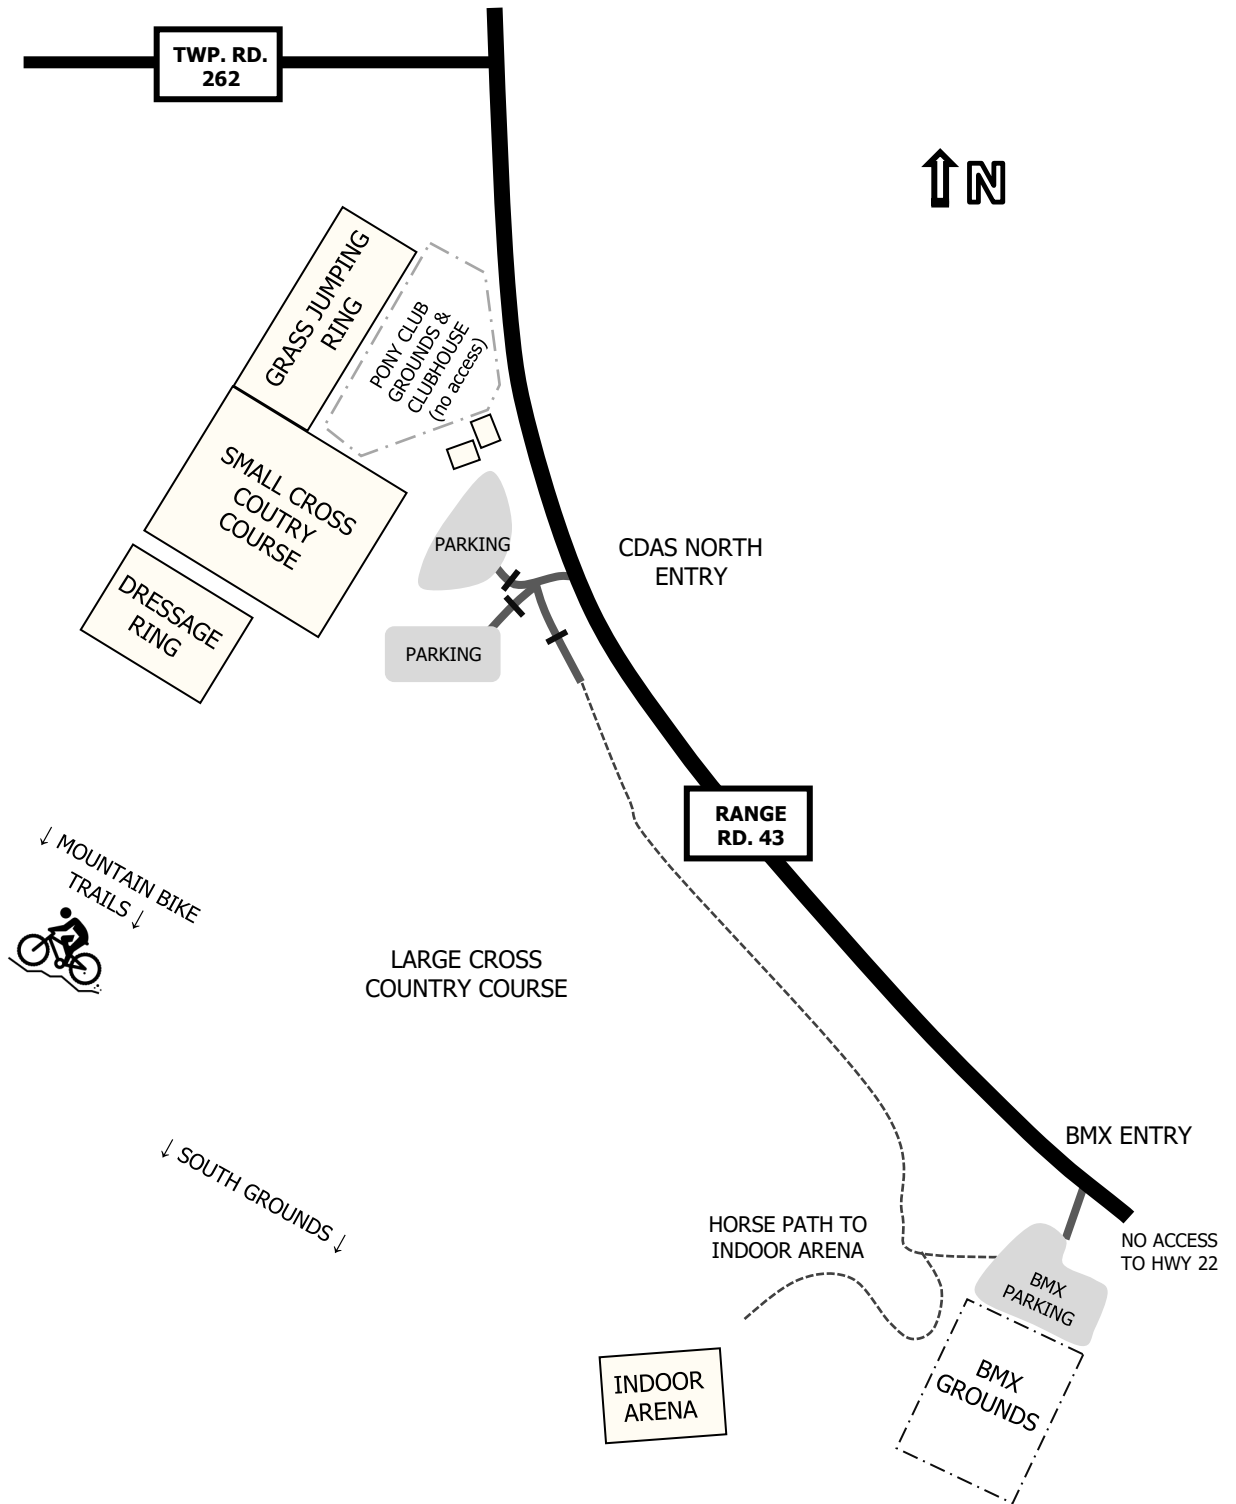 TWP. RD.
262
N
GRASS JUMPING
RING
PONY CLUB
GROUNDS &
CLUBHOUSE
(no access)
SMALL CROSS
COUTRY
COURSE
DRESSAGE
RING
PARKING
CDAS NORTH
ENTRY
PARKING
RANGE
RD. 43
↓ MOUNTAIN BIKE
TRAILS ↓
LARGE CROSS
COUNTRY COURSE
↓ SOUTH GROUNDS ↓
BMX ENTRY
HORSE PATH TO
INDOOR ARENA
NO ACCESS
TO HWY 22
BMX
PARKING
INDOOR
ARENA
BMX
GROUNDS